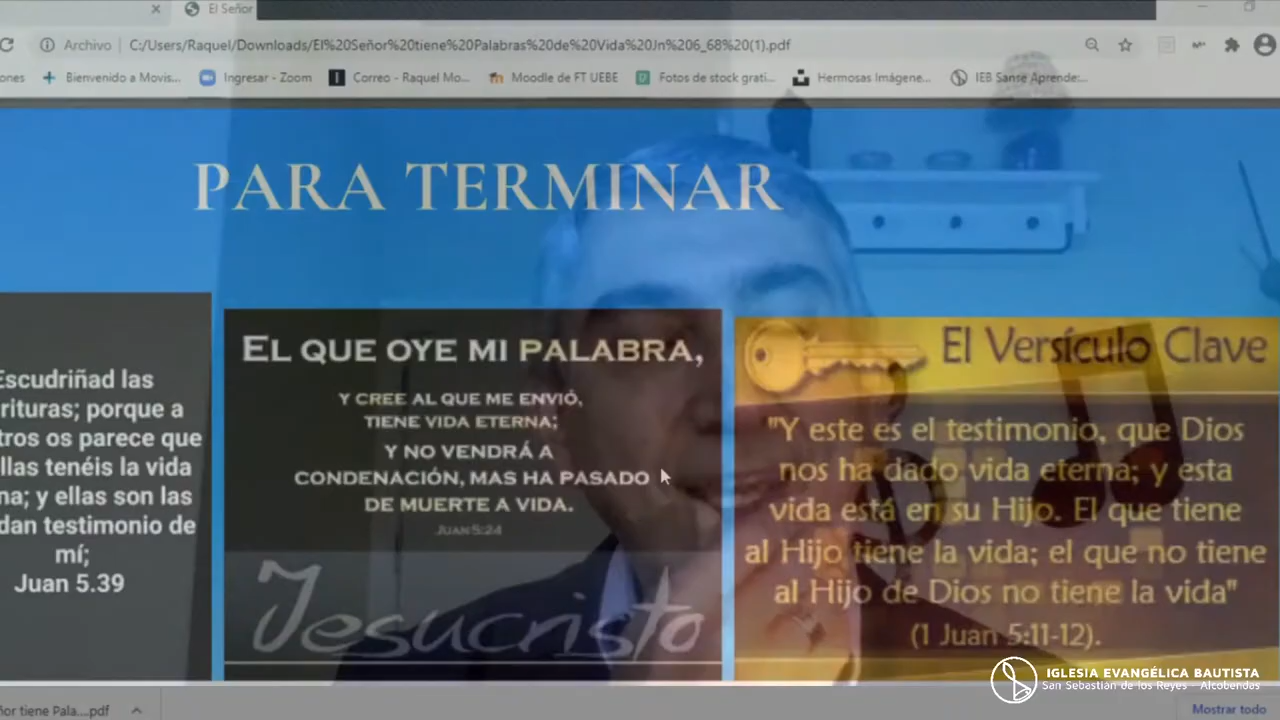 El Señor
Archivo
C:/Users/Raquel/Downloads/El%20Señor%20tiene%20Palabras%20de%20Vida%20Jn%206_68%20(1).pdf
ones
Bienvenido a Movis...
Ingresar - Zoom
Correo - Raquel Mo...
Moodle de FT UEBE
Fotos de stock grati...
Hermosas Imágene...
IEB Sanse Aprende:...
PARA TERMINAR
Escudriñad las
rituras; porque a
tros os parece que
llas tenéis la vida
na; y ellas son las
dan testimonio de
mí;
Juan 5.39
EL QUE OYE MI PALABRA,
Y CREE AL QUE ME ENVIÓ,
TIENE VIDA ETERNA;
Y NO VENDRÁ A
CONDENACIÓN, MAS HA PASADO
DE MUERTE A VIDA.
JUAN 5:24
Jesucristo
El Versículo Clave
"Y este es el testimonio, que Dios
nos ha dado vida eterna; y esta
vida está en su Hijo. El que tiene
al Hijo tiene la vida; el que no tiene
al Hijo de Dios no tiene la vida"
(1 Juan 5:11-12).
IGLESIA EVANGÉLICA BAUTISTA
San Sebastián de los Reyes - Alcobendas
ñor tiene Pala....pdf
Mostrar todo